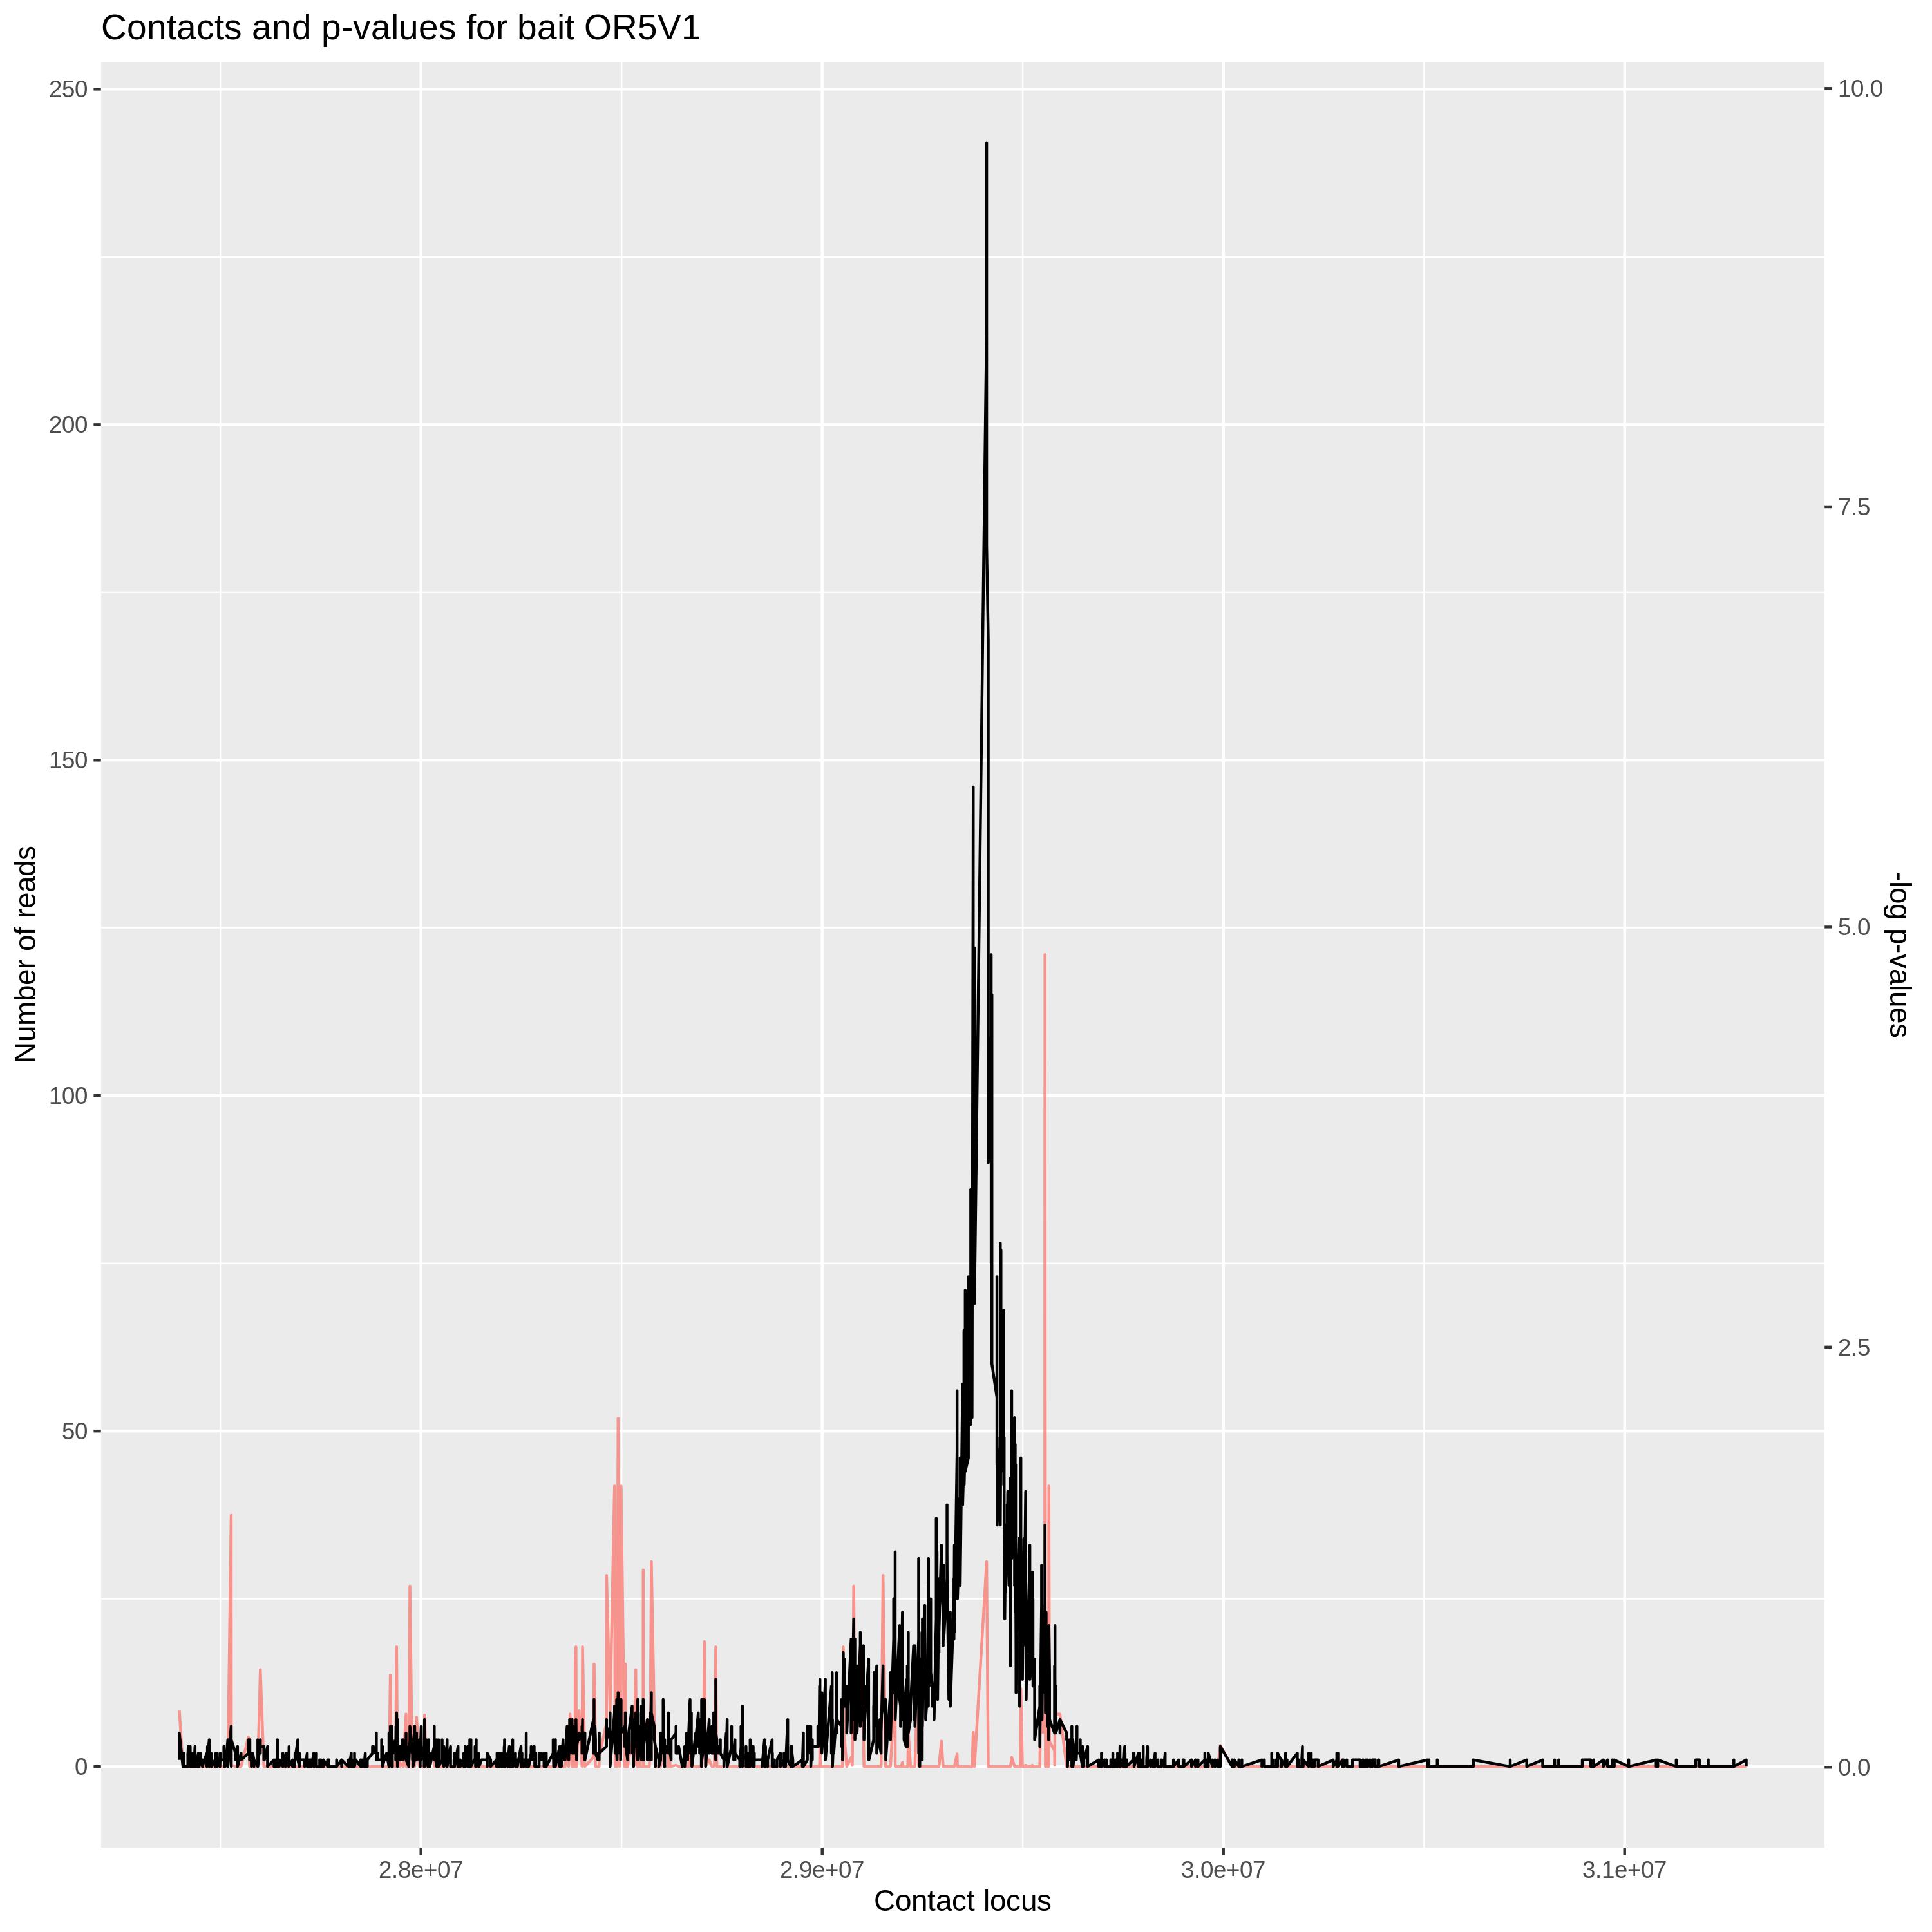 Contacts and p-values for bait OR5V1
250
200
150
100
50
0
Number of reads
10.0
7.5
5.0
2.5
0.0
-log p-values
2.8e+07
2.9e+07
3.0e+07
3.1e+07
Contact locus